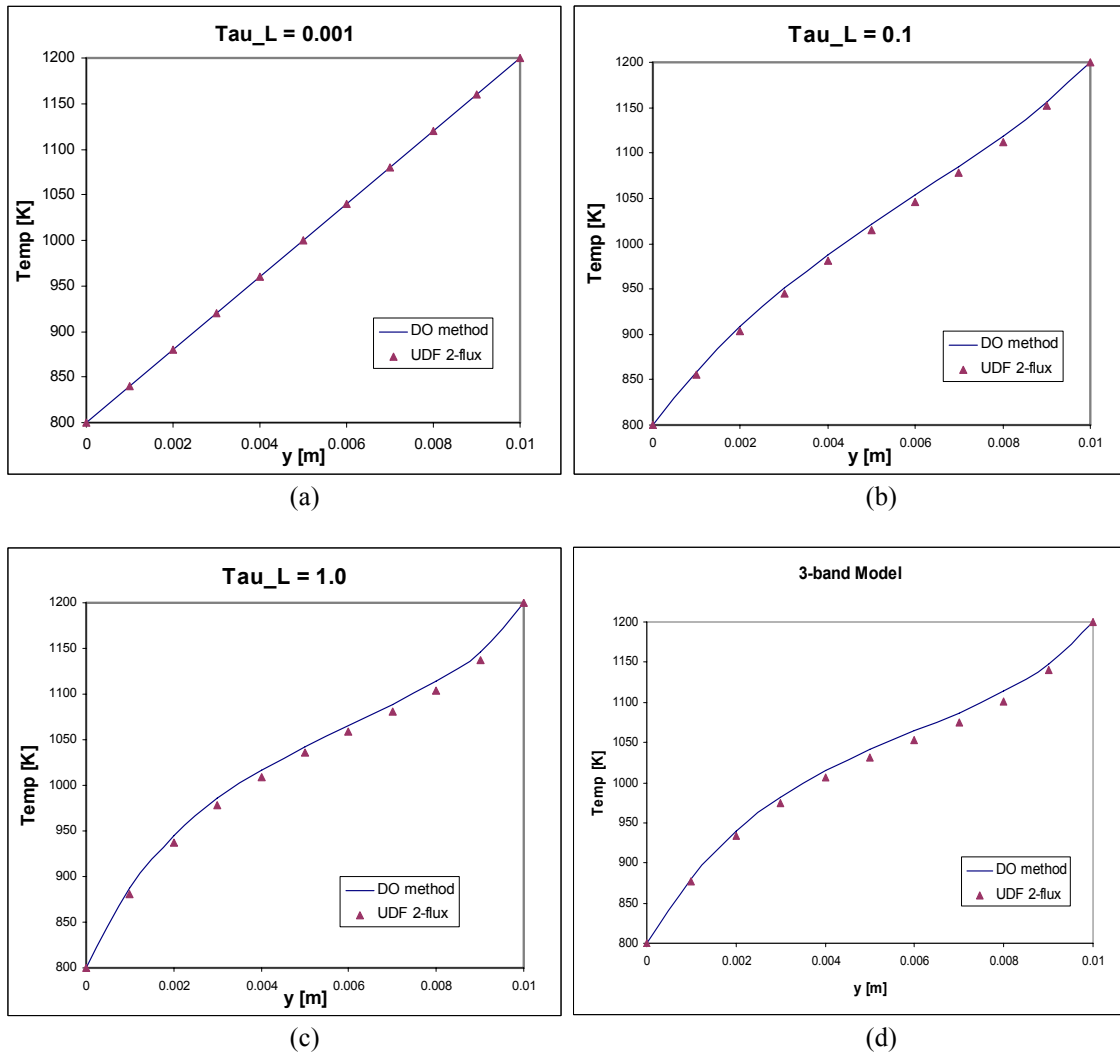 Tau_L = 0.001
1200
1150
1100
1050
1000
950
900
850
800
Temp [K]
0
0.002
0.004
0.006
0.008
0.01
y [m]
DO method
UDF 2-flux
(a)
Tau_L = 0.1
1200
1150
1100
1050
1000
950
900
850
800
Temp [K]
0
0.002
0.004
0.006
0.008
0.01
y [m]
DO method
UDF 2-flux
(b)
Tau_L = 1.0
1200
1150
1100
1050
1000
950
900
850
800
Temp [K]
0
0.002
0.004
0.006
0.008
0.01
y [m]
DO method
UDF 2-flux
(c)
3-band Model
1200
1150
1100
1050
1000
950
900
850
800
Temp [K]
0
0.002
0.004
0.006
0.008
0.01
y [m]
DO method
UDF 2-flux
(d)